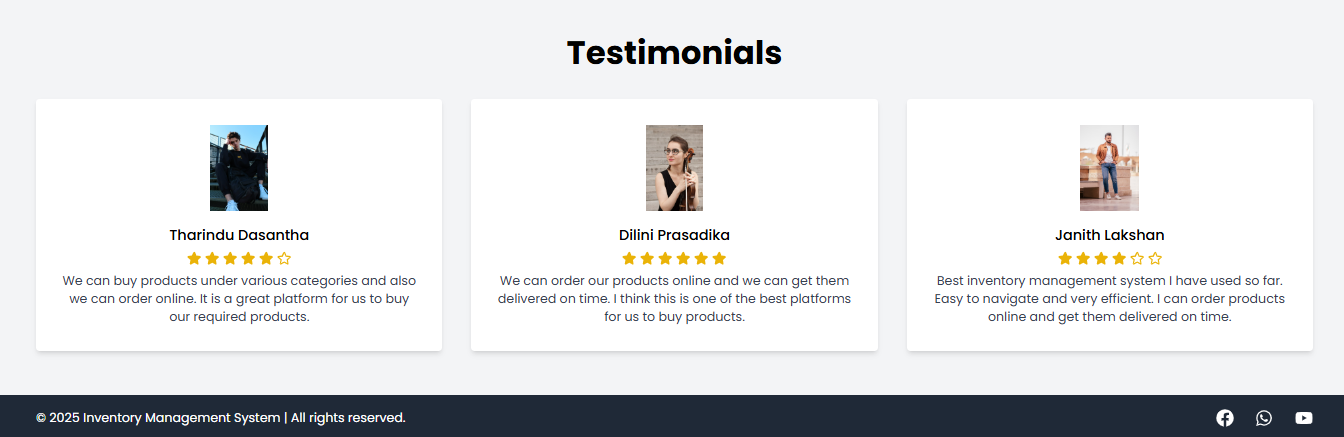 Testimonials
Tharindu Dasantha
We can buy products under various categories and also
we can order online. It is a great platform for us to buy
our required products.
Dilini Prasadika
We can order our products online and we can get them
delivered on time. I think this is one of the best platforms
for us to buy products.
Janith Lakshan
Best inventory management system I have used so far.
Easy to navigate and very efficient. I can order products
online and get them delivered on time.
© 2025 Inventory Management System | All rights reserved.